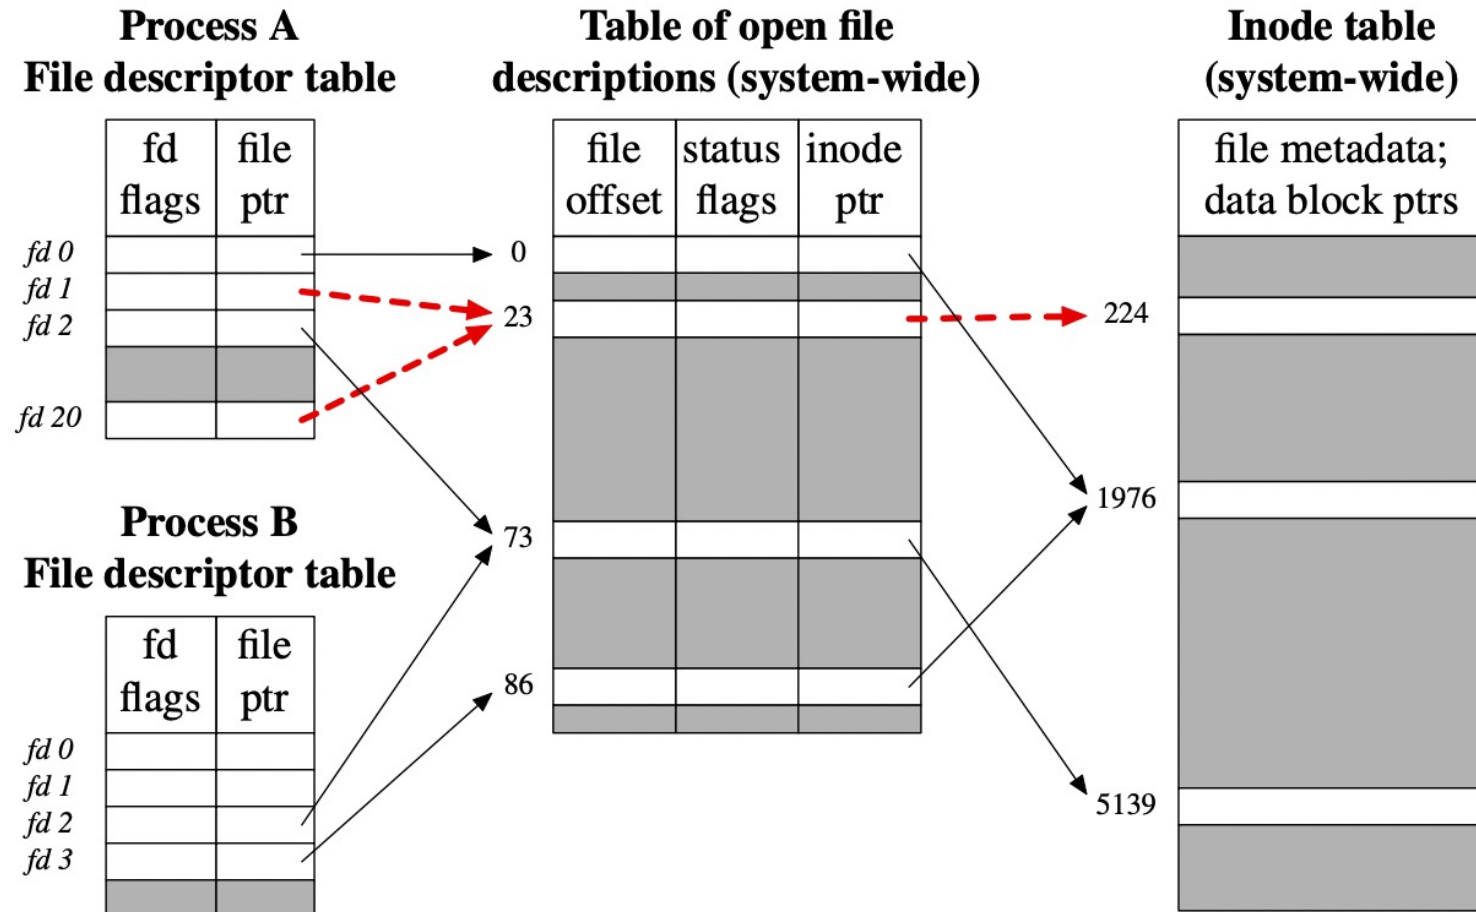 Process A
File descriptor table
fd
flags
file
ptr
fd 0
fd 1
fd 2
fd 20
Process B
File descriptor table
fd
flags
file
ptr
fd 0
fd 1
fd 2
fd 3
Table of open file
descriptions (system-wide)
file
offset
status
flags
inode
ptr
0
23
73
86
Inode table
(system-wide)
file metadata;
data block ptrs
224
1976
5139